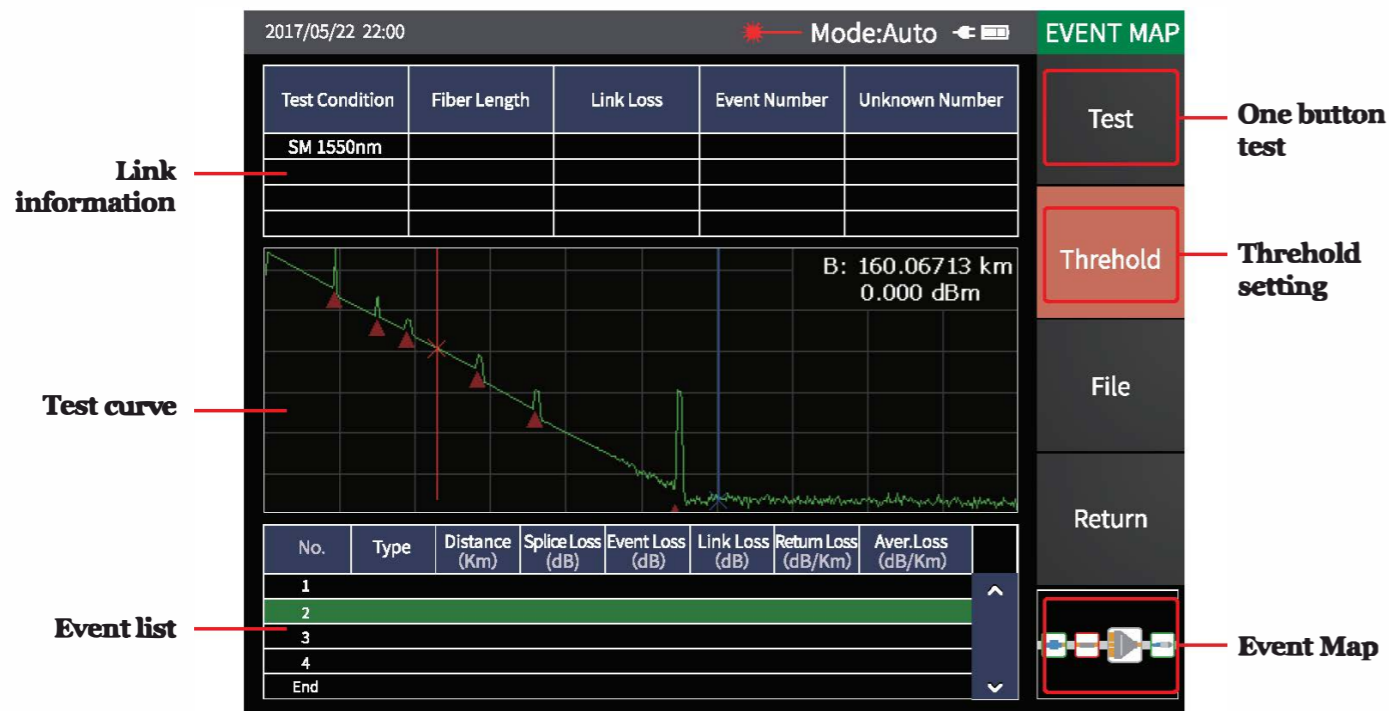 2017/05/22 22:00
Mode:Auto
EVENT MAP
Test Condition Fiber Length Link Loss Event Number Unknown Number
SM 1550nm
Link
information
Test
One button
test
Threhold
Threhold
setting
B: 160.06713 km
0.000 dBm
Test curve
File
Return
No. Type Distance (Km) Splice Loss (dB) Event Loss (dB) Link Loss (dB) Return Loss (dB/Km) Aver.Loss (dB/Km)
1
2
3
4
End
Event list
Event Map